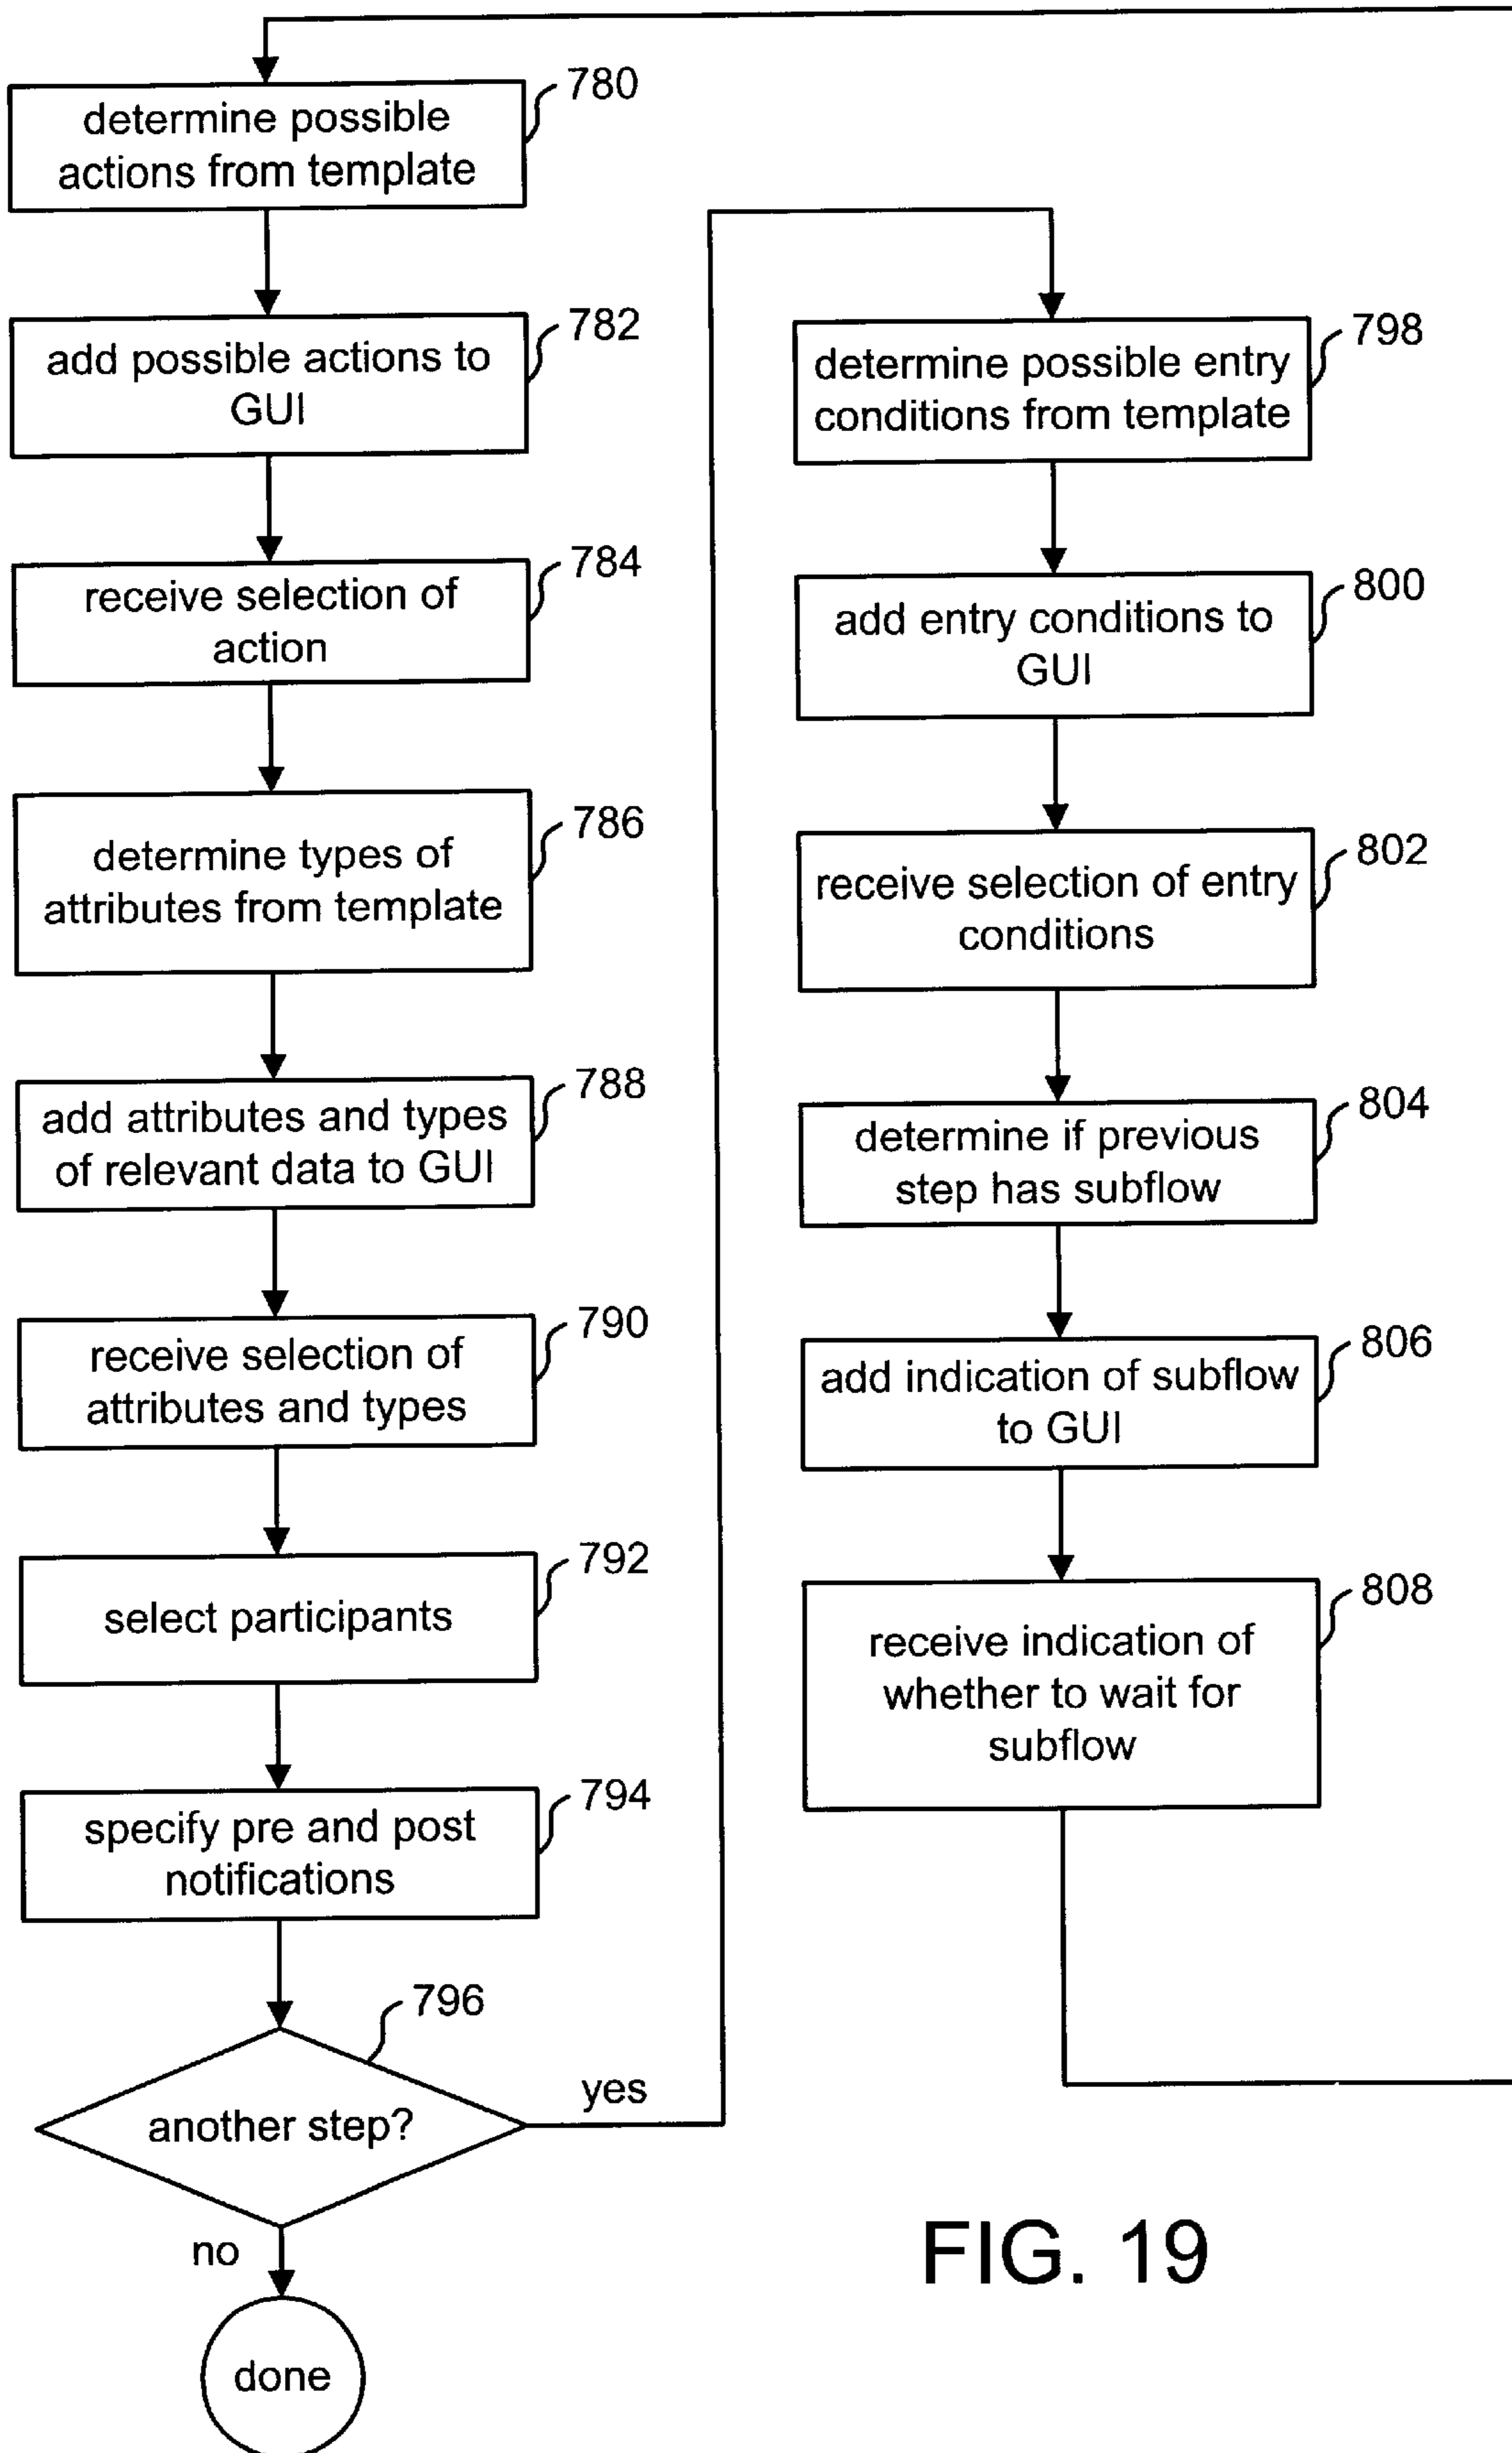 780
determine possible
actions from template
782
add possible actions to
GUI
784
receive selection of
action
786
determine types of
attributes from template
788
add attributes and types
of relevant data to GUI
790
receive selection of
attributes and types
792
select participants
794
specify pre and post
notifications
796
another step?
yes
no
done
798
determine possible entry
conditions from template
800
add entry conditions to
GUI
802
receive selection of entry
conditions
804
determine if previous
step has subflow
806
add indication of subflow
to GUI
808
receive indication of
whether to wait for
subflow
FIG. 19